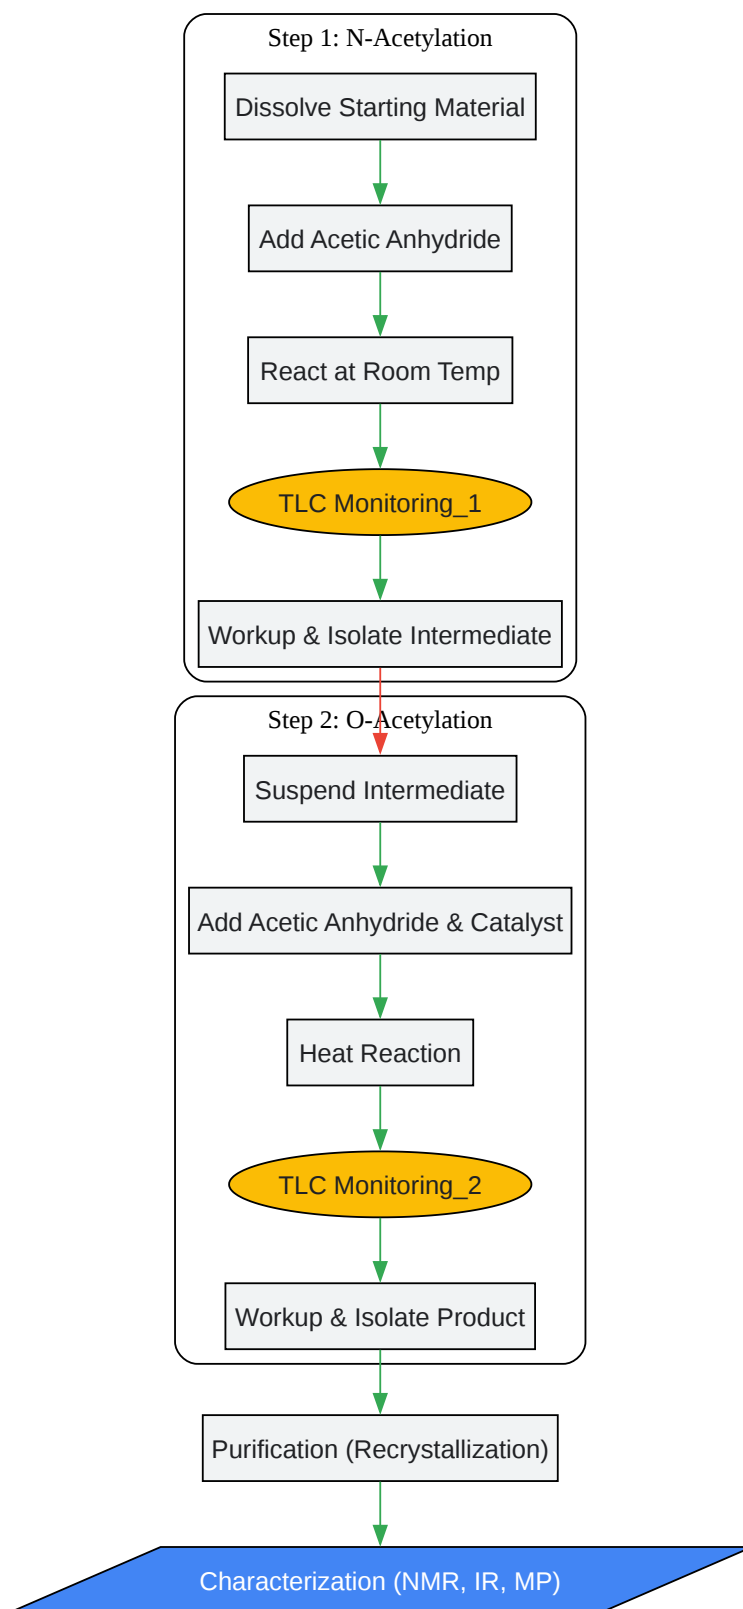 Step 1: N-Acetylation
Dissolve Starting Material
Add Acetic Anhydride
React at Room Temp
TLC Monitoring_1
Workup & Isolate Intermediate
Step 2: O-Acetylation
Suspend Intermediate
Add Acetic Anhydride & Catalyst
Heat Reaction
TLC Monitoring_2
Workup & Isolate Product
Purification (Recrystallization)
Characterization (NMR, IR, MP)